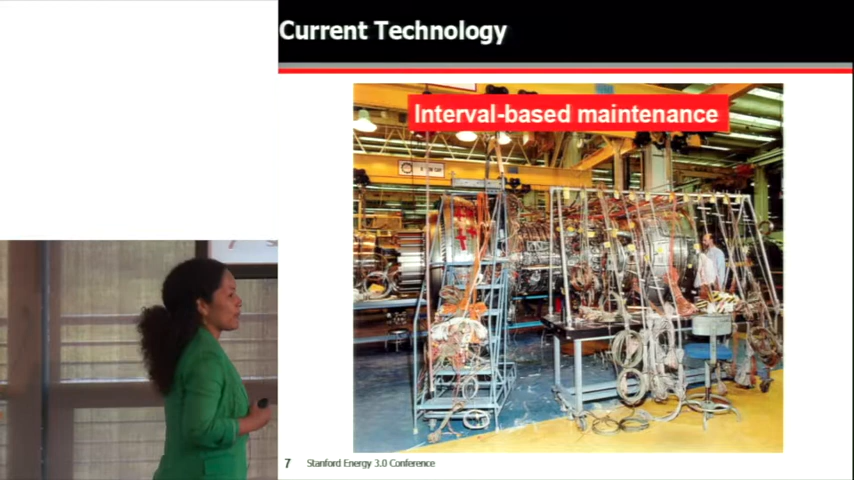 Current Technology
Interval-based maintenance
7 Stanford Energy 3.0 Conference